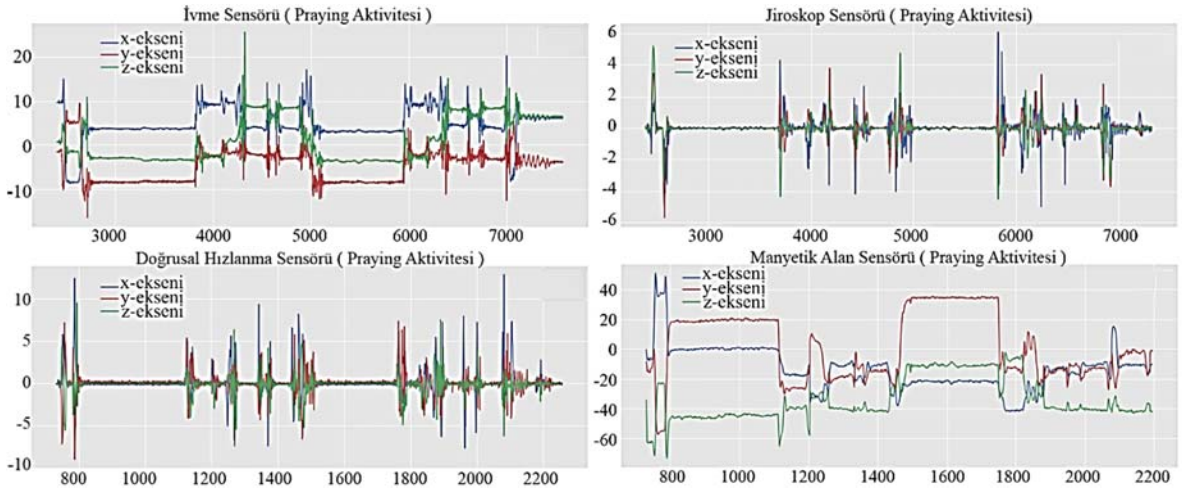 İvme Sensörü ( Praying Aktivitesi )
x-ekseni
y-ekseni
z-ekseni
20
10
0
-10
3000 4000 5000 6000 7000
Jiroskop Sensörü ( Praying Aktivitesi)
x-ekseni
y-ekseni
z-ekseni
6
4
2
0
-2
-4
-6
3000 4000 5000 6000 7000
Doğrusal Hızlanma Sensörü ( Praying Aktivitesi )
x-ekseni
y-ekseni
z-ekseni
10
5
0
-5
-10
800 1000 1200 1400 1600 1800 2000 2200
Manyetik Alan Sensörü ( Praying Aktivitesi )
x-ekseni
y-ekseni
z-ekseni
40
20
0
-20
-40
-60
800 1000 1200 1400 1600 1800 2000 2200